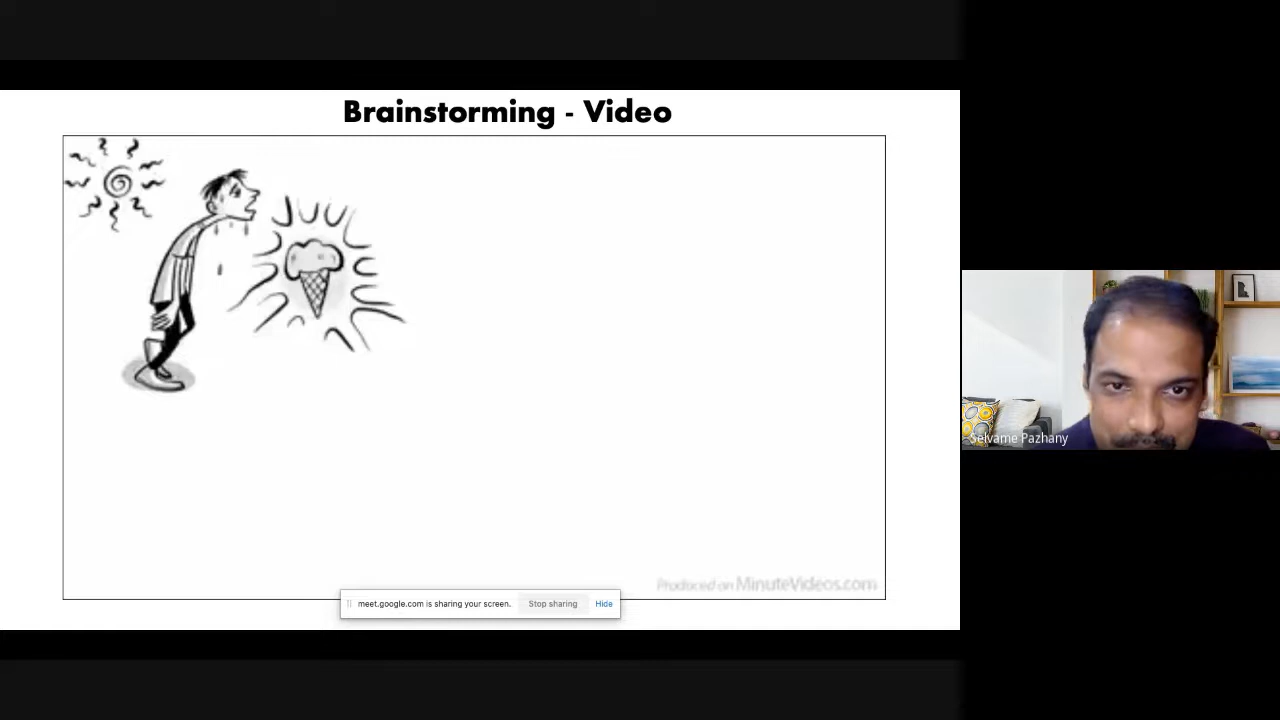 Brainstorming - Video
Selvame Pazhany
Produced on MinuteVideos.com
meet.google.com is sharing your screen. Stop sharing Hide